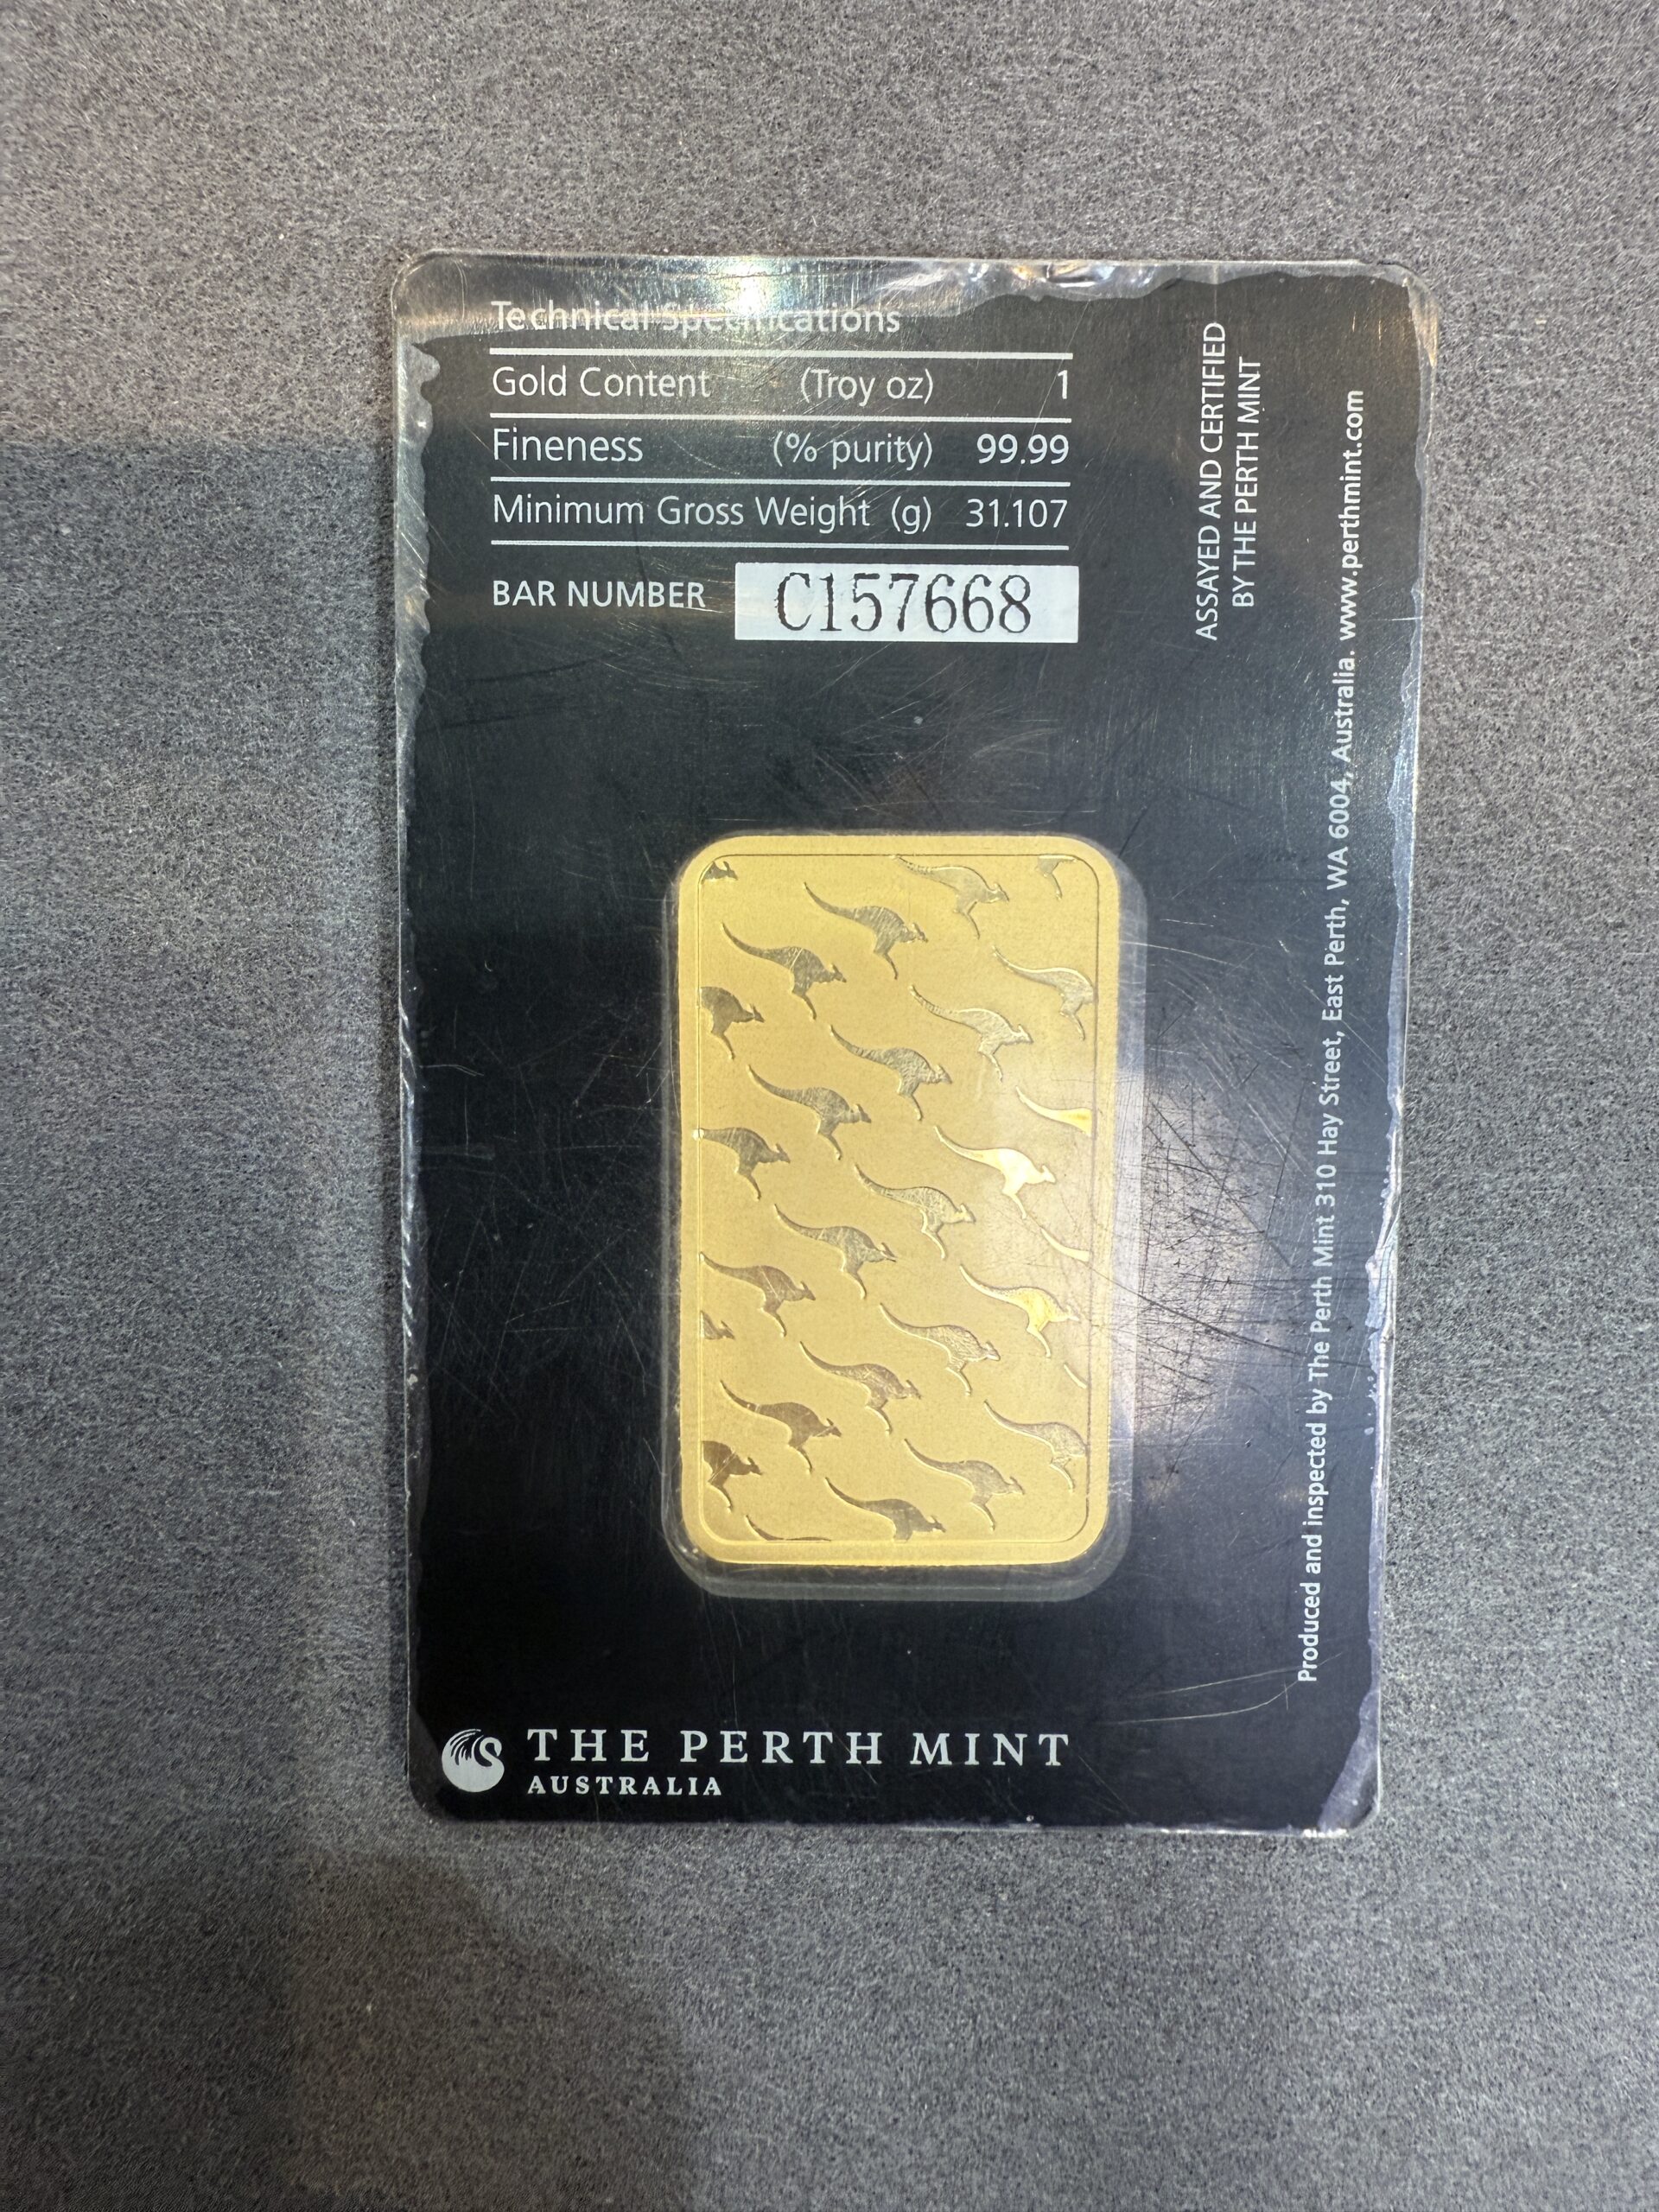 Technical Specifications
Gold Content (Troy oz) 1
Fineness (% purity) 99.99
Minimum Gross Weight (g) 31.107
BAR NUMBER C157668
ASSAYED AND CERTIFIED
BY THE PERTH MINT
Produced and inspected by The Perth Mint 310 Hay Street, East Perth, WA 6004, Australia. www.perthmint.com
THE PERTH MINT
AUSTRALIA